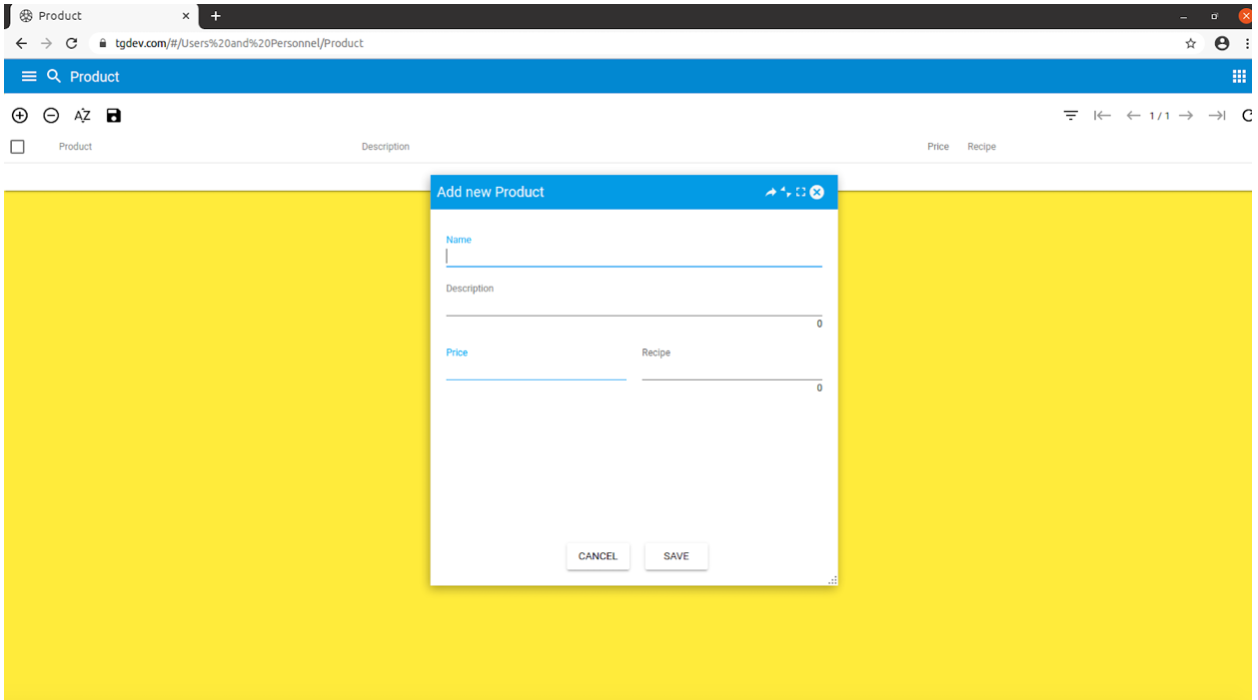 Product
tgdev.com/#/Users%20and%20Personnel/Product
Product
AZ
1 / 1
Product Description Price Recipe
Add new Product
Name
Description
0
Price Recipe
0
CANCEL SAVE